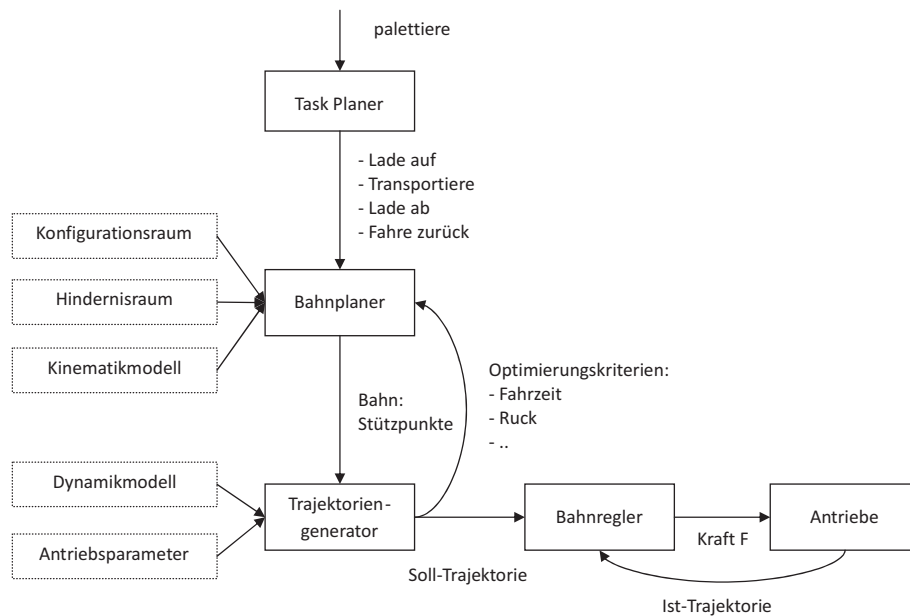 palettiere
Task Planer
- Lade auf
- Transportiere
- Lade ab
- Fahre zurück
Konfigurationsraum
Hindernisraum
Kinematikmodell
Bahnplaner
Optimierungskriterien:
- Fahrzeit
- Ruck
- ..
Bahn:
Stützpunkte
Dynamikmodell
Antriebsparameter
Trajektorien-
generator
Soll-Trajektorie
Bahnregler
Kraft F
Antriebe
Ist-Trajektorie